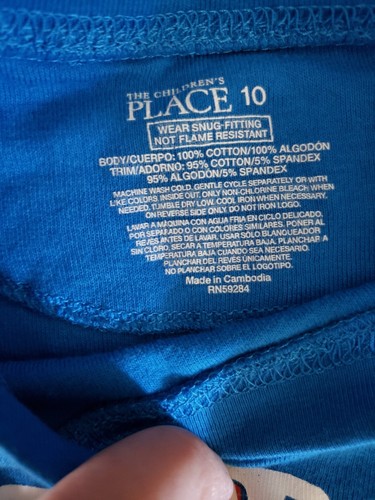 THE CHILDREN'S
PLACE 10
WEAR SNUG-FITTING
NOT FLAME RESISTANT
BODY/CUERPO: 100% COTTON/100% ALGODÓN
TRIM/ADORNO: 95% COTTON/5% SPANDEX
95% ALGODÓN/5% SPANDEX
MACHINE WASH COLD, GENTLE CYCLE SEPARATELY OR WITH
LIKE COLORS INSIDE OUT. ONLY NON-CHLORINE BLEACH WHEN
NEEDED. TUMBLE DRY LOW. COOL IRON WHEN NECESSARY.
ON REVERSE SIDE ONLY DO NOT IRON LOGO.
LAVAR A MÁQUINA CON AGUA FRIA EN CICLO DELICADO.
POR SEPARADO O CON COLORES SIMILARES. PONER AL
REVÉS ANTES DE LAVAR. USAR SÓLO BLANQUEADOR
SIN CLORO. SECAR A TEMPERATURA BAJA. PLANCHAR A
TEMPERATURA BAJA CUANDO SEA NECESARIO.
PLANCHAR DEL REVÉS ÚNICAMENTE.
NO PLANCHAR SOBRE EL LOGOTIPO.
Made in Cambodia
RN59284